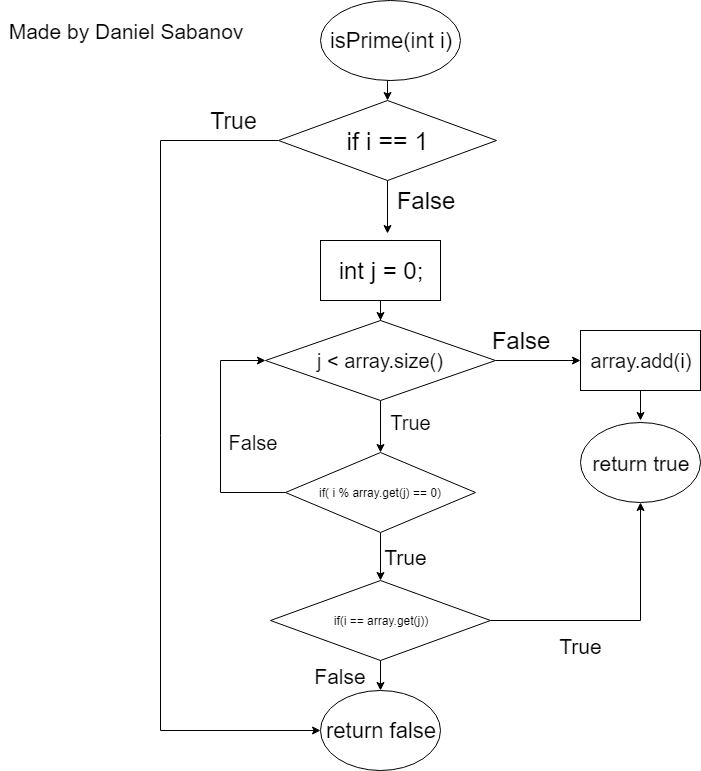 Made by Daniel Sabanov
isPrime(int i)
True
if i == 1
False
int j = 0;
False
j < array.size()
array.add(i)
True
False
return true
if( i % array.get(j) == 0)
True
if(i == array.get(j))
True
False
return false